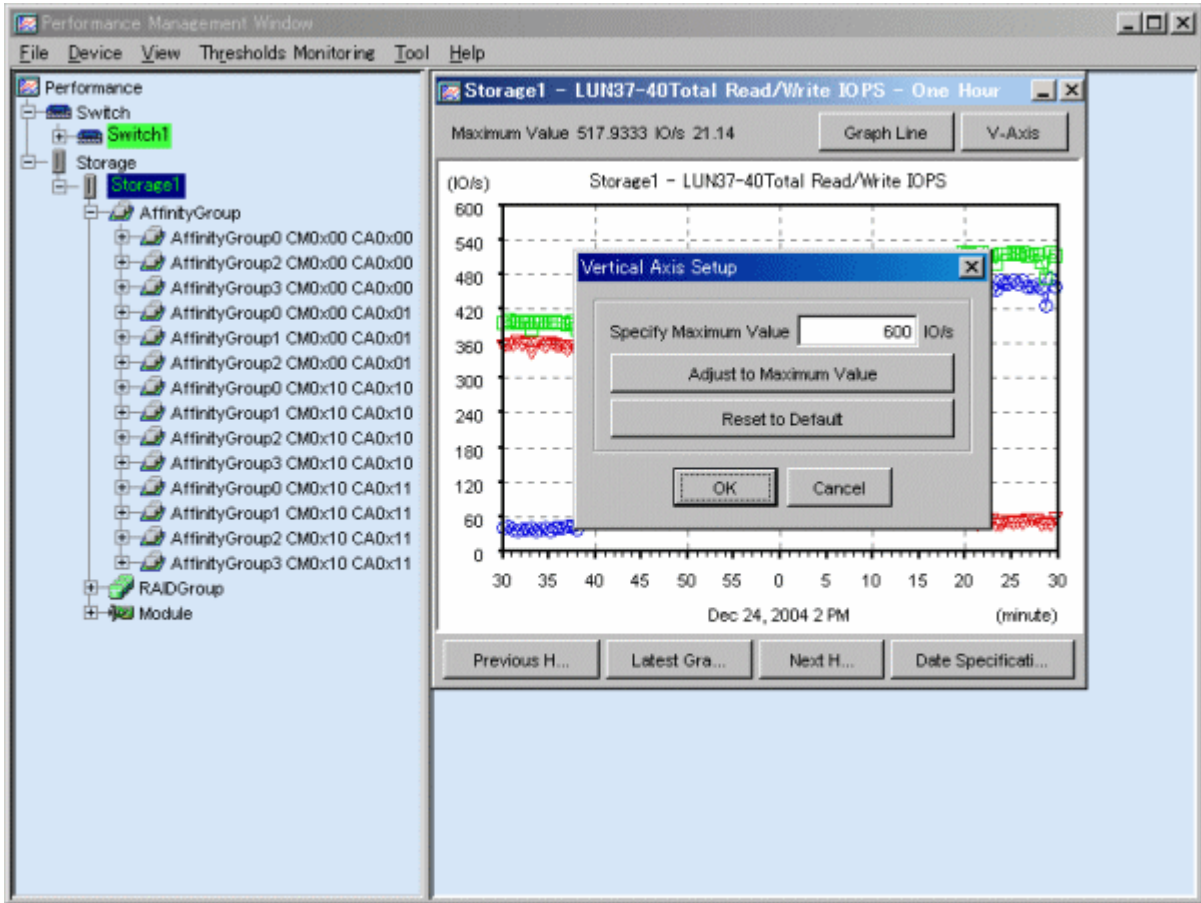 Performance Management Window
File Device View Thresholds Monitoring Tool Help
Performance
Switch
Switch1
Storage
Storage1
AffinityGroup
AffinityGroup0 CM0x00 CA0x00
AffinityGroup2 CM0x00 CA0x00
AffinityGroup3 CM0x00 CA0x00
AffinityGroup0 CM0x00 CA0x01
AffinityGroup1 CM0x00 CA0x01
AffinityGroup2 CM0x00 CA0x01
AffinityGroup0 CM0x10 CA0x10
AffinityGroup1 CM0x10 CA0x10
AffinityGroup2 CM0x10 CA0x10
AffinityGroup3 CM0x10 CA0x10
AffinityGroup0 CM0x10 CA0x11
AffinityGroup1 CM0x10 CA0x11
AffinityGroup2 CM0x10 CA0x11
AffinityGroup3 CM0x10 CA0x11
RAIDGroup
Module
Storage1 - LUN37-40Total Read/Write IOPS - One Hour
Maximum Value 517.9333 IO/s 21.14 Graph Line V-Axis
(IO/s) Storage1 - LUN37-40Total Read/Write IOPS
600
540
480
420
360
300
240
180
120
60
0
Vertical Axis Setup
Specify Maximum Value 600 IO/s
Adjust to Maximum Value
Reset to Default
OK Cancel
30 35 40 45 50 55 0 5 10 15 20 25 30
Dec 24, 2004 2 PM (minute)
Previous H... Latest Gra... Next H... Date Specificati...